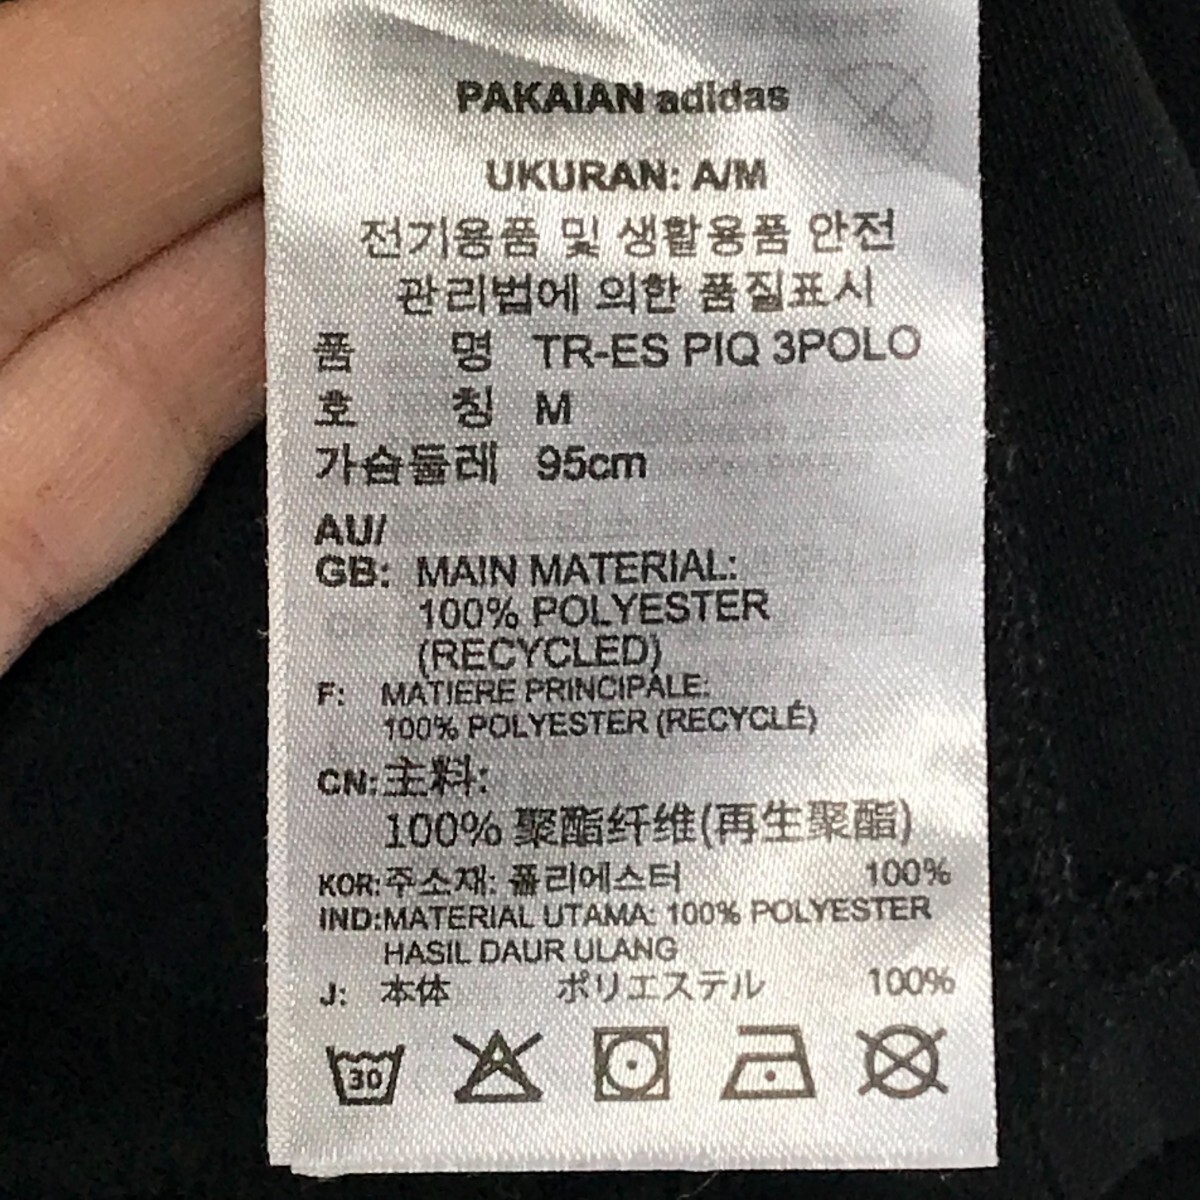 PAKAIAN adidas
UKURAN: A/M
전기용품 및 생활용품 안전
관리법에 의한 품질표시
품 명 TR-ES PIQ 3POLO
호 칭 M
가슴둘레 95cm
AU/
GB: MAIN MATERIAL:
100% POLYESTER
(RECYCLED)
F: MATIERE PRINCIPALE:
100% POLYESTER (RECYCLÉ)
CN:主料:
100% 聚酯纤维(再生聚酯)
KOR:주소재: 폴리에스터 100%
IND:MATERIAL UTAMA: 100% POLYESTER
HASIL DAUR ULANG
J: 本体 ポリエステル 100%
30